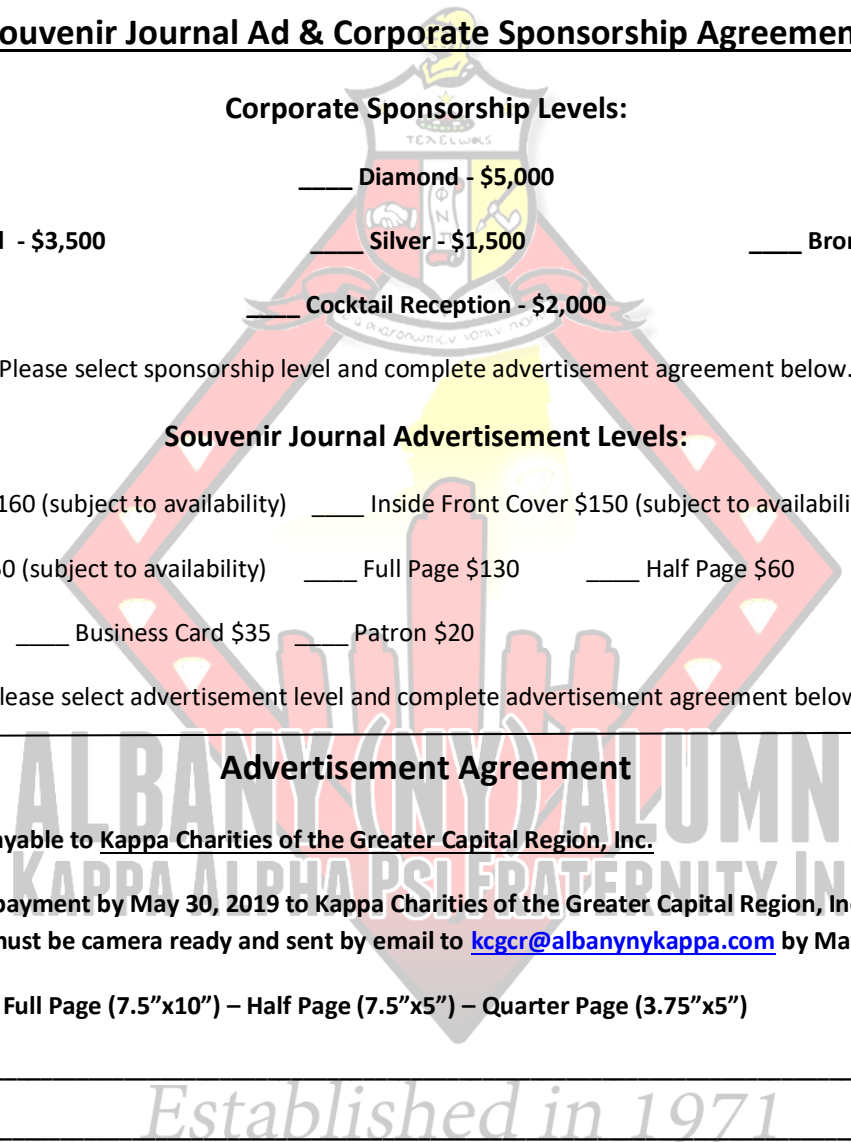 ouvenir Journal Ad & Corporate Sponsorship Agreemen
Corporate Sponsorship Levels:
TEXELWOKS
____ Diamond - $5,000
ΦΝΠ
- $3,500 ____ Silver - $1,500 ____ Bron
____ Cocktail Reception - $2,000
Please select sponsorship level and complete advertisement agreement below.
Souvenir Journal Advertisement Levels:
160 (subject to availability) ____ Inside Front Cover $150 (subject to availabili
0 (subject to availability) ____ Full Page $130 ____ Half Page $60
____ Business Card $35 ____ Patron $20
lease select advertisement level and complete advertisement agreement below
Advertisement Agreement
ALBANY (NY) ALUMN
yable to Kappa Charities of the Greater Capital Region, Inc.
KAPPA ALPHA PSI FRATERNITY IN
payment by May 30, 2019 to Kappa Charities of the Greater Capital Region, Inc
must be camera ready and sent by email to kcgcr@albanynykappa.com by Ma
Full Page (7.5”x10”) – Half Page (7.5”x5”) – Quarter Page (3.75”x5”)
Established in 1971